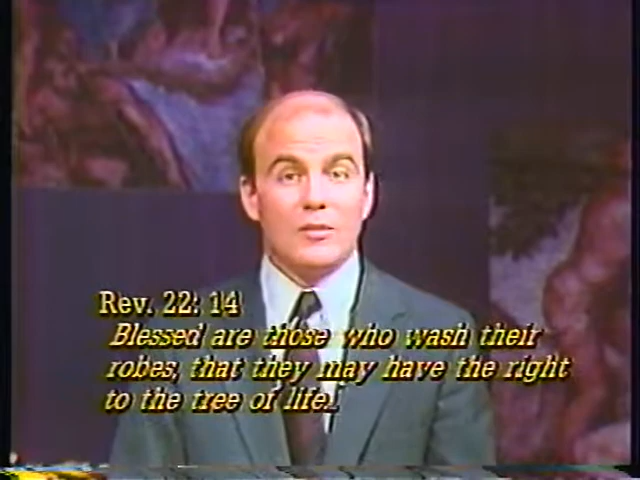 Rev. 22: 14
Blessed are those who wash their
robes, that they may have the right
to the tree of life..